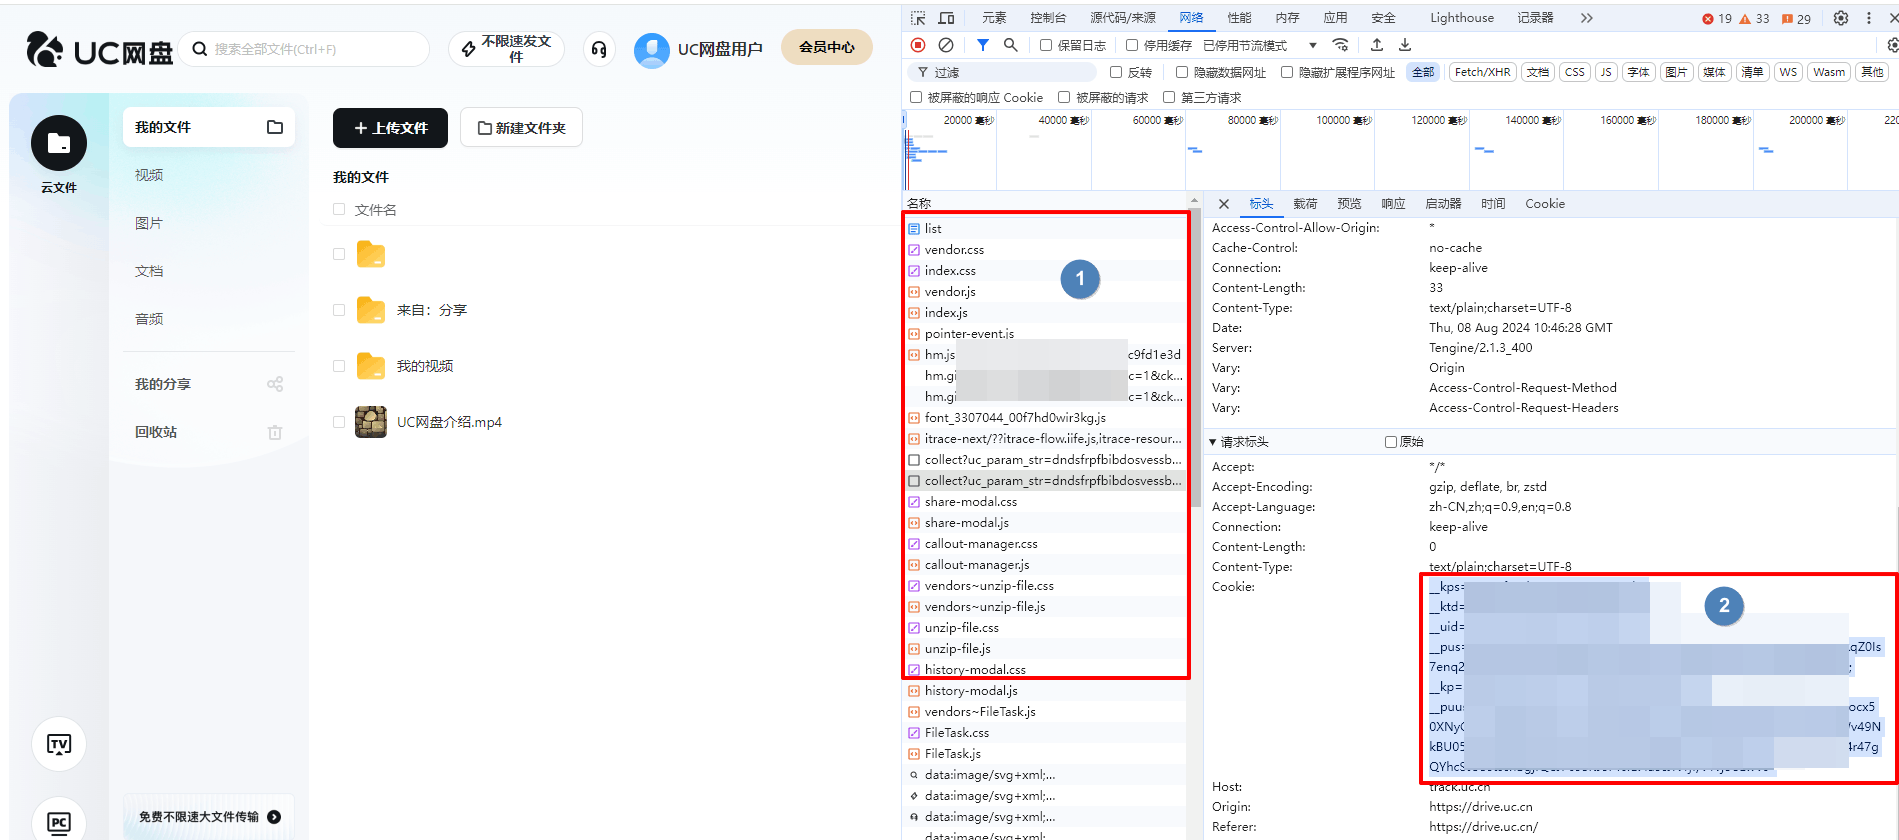 UC网盘
搜索全部文件(Ctrl+F)
不限速发文件
UC网盘用户
会员中心
云文件
我的文件
视频
图片
文档
音频
我的分享
回收站
TV
PC
免费不限速大文件传输
+ 上传文件
新建文件夹
我的文件
文件名
来自：分享
我的视频
UC网盘介绍.mp4
元素 控制台 源代码/来源 网络 性能 内存 应用 安全 Lighthouse 记录器 19 33 29
保留日志 停用缓存 已停用节流模式
过滤 反转 隐藏数据网址 隐藏扩展程序网址 全部 Fetch/XHR 文档 CSS JS 字体 图片 媒体 清单 WS Wasm 其他
被屏蔽的响应 Cookie 被屏蔽的请求 第三方请求
20000 毫秒 40000 毫秒 60000 毫秒 80000 毫秒 100000 毫秒 120000 毫秒 140000 毫秒 160000 毫秒 180000 毫秒 200000 毫秒 220
名称
list
vendor.css
index.css
vendor.js
index.js
pointer-event.js
hm.js c9fd1e3d
hm.gi c=1&ck...
hm.gi c=1&ck...
font_3307044_00f7hd0wir3kg.js
itrace-next/??itrace-flow.iife.js,itrace-resour...
collect?uc_param_str=dndsfrpfbibdosvessb...
collect?uc_param_str=dndsfrpfbibdosvessb...
share-modal.css
share-modal.js
callout-manager.css
callout-manager.js
vendors~unzip-file.css
vendors~unzip-file.js
unzip-file.css
unzip-file.js
history-modal.css
history-modal.js
vendors~FileTask.js
FileTask.css
FileTask.js
data:image/svg+xml;...
data:image/svg+xml;...
data:image/svg+xml;...
data:image/svg+xml;
1
标头 载荷 预览 响应 启动器 时间 Cookie
Access-Control-Allow-Origin: *
Cache-Control: no-cache
Connection: keep-alive
Content-Length: 33
Content-Type: text/plain;charset=UTF-8
Date: Thu, 08 Aug 2024 10:46:28 GMT
Server: Tengine/2.1.3_400
Vary: Origin
Vary: Access-Control-Request-Method
Vary: Access-Control-Request-Headers
请求标头 原始
Accept: */*
Accept-Encoding: gzip, deflate, br, zstd
Accept-Language: zh-CN,zh;q=0.9,en;q=0.8
Connection: keep-alive
Content-Length: 0
Content-Type: text/plain;charset=UTF-8
Cookie: __kps=
__ktd=
__uid=
__pus= qZ0Is
7enq2 ;
__kp=
__puus ocx5
0XNy v49N
kBU05 4r47g
2
Host: track.uc.cn
Origin: https://drive.uc.cn
Referer: https://drive.uc.cn/